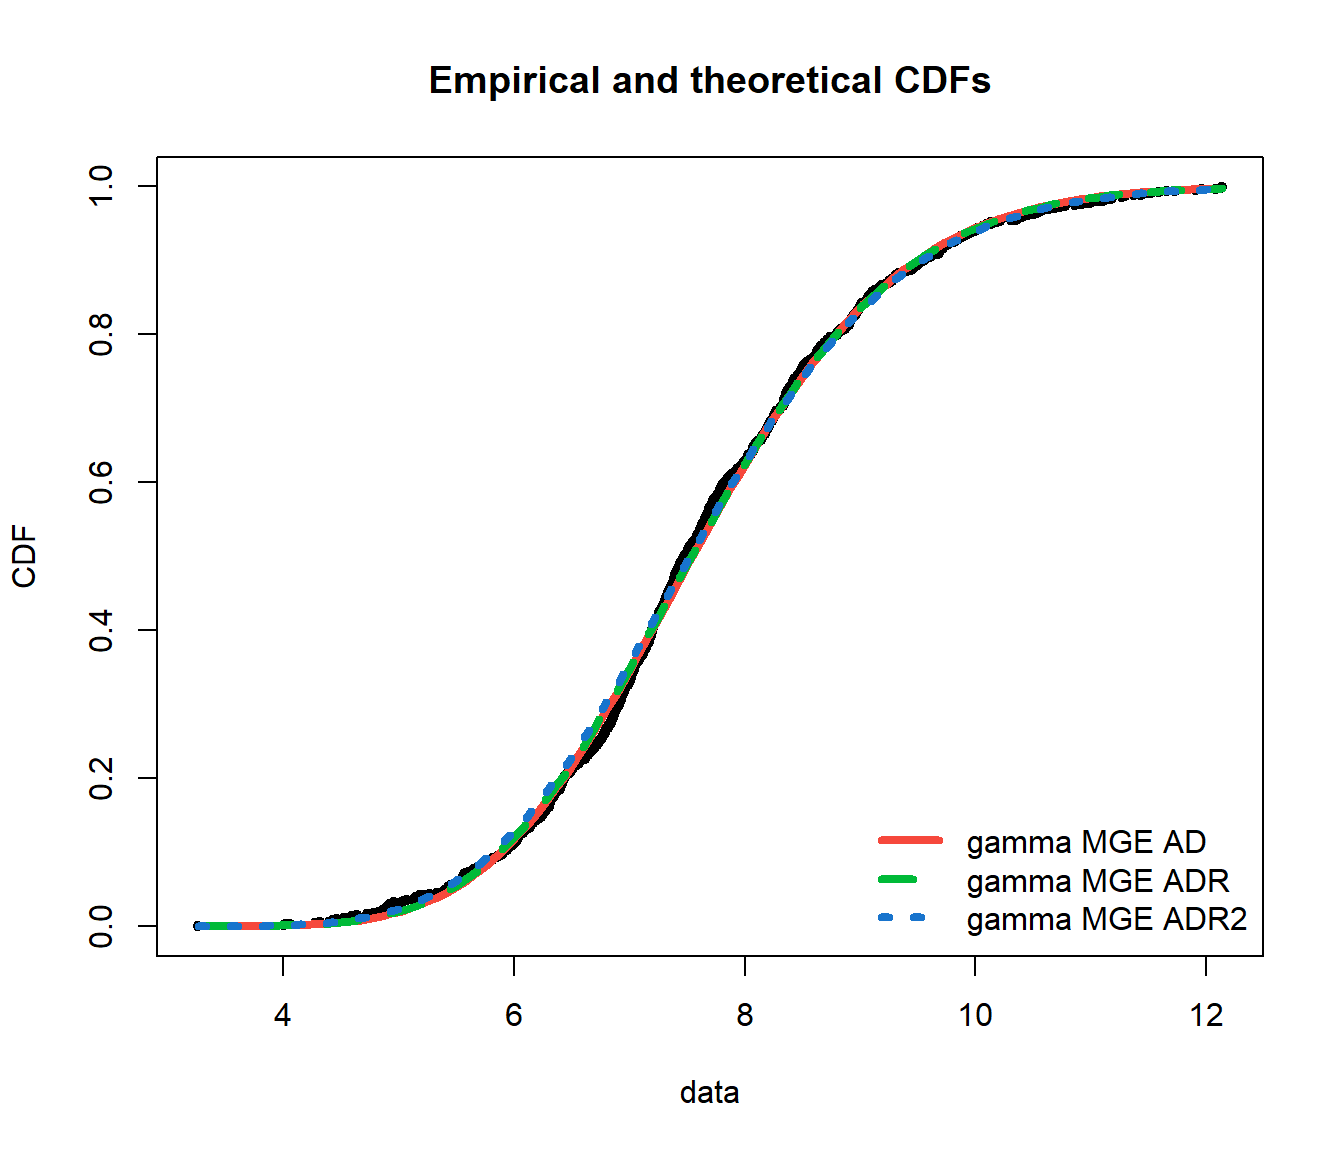 Empirical and theoretical CDFs
CDF
1.0
0.8
0.6
0.4
0.2
0.0
gamma MGE AD
gamma MGE ADR
gamma MGE ADR2
4 6 8 10 12
data